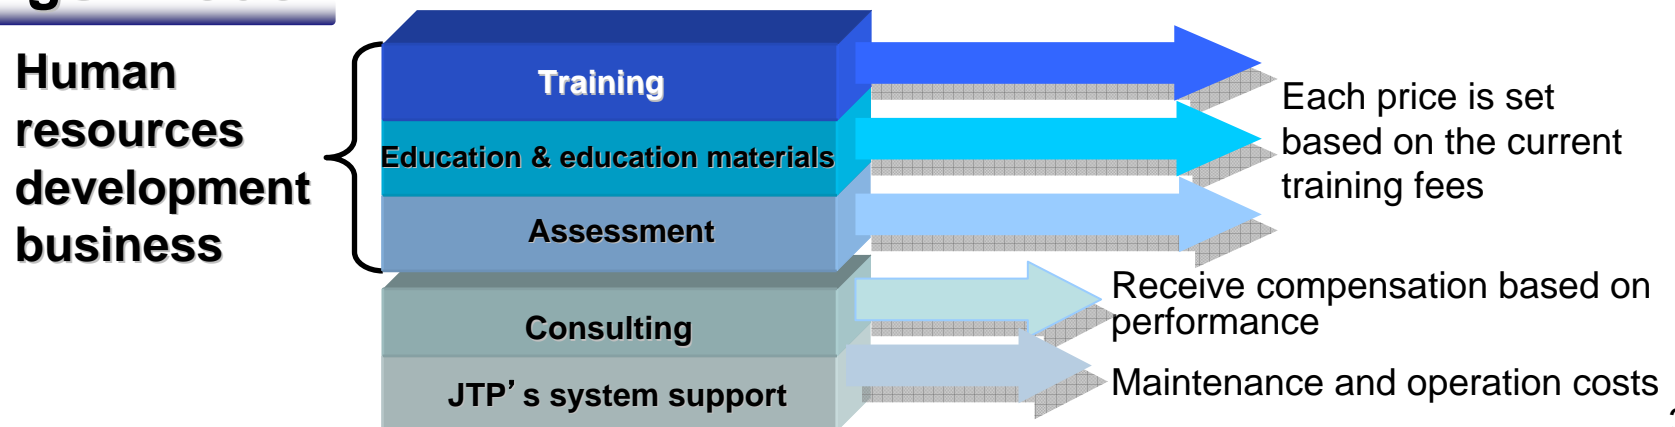 Human
resources
development
business
Training
Education & education materials
Assessment
Consulting
JTP’s system support
Each price is set
based on the current
training fees
Receive compensation based on
performance
Maintenance and operation costs